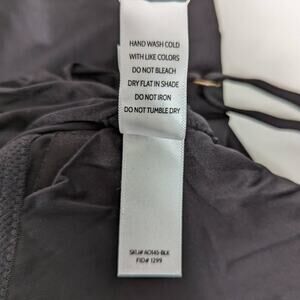 HAND WASH COLD
WITH LIKE COLORS
DO NOT BLEACH
DRY FLAT IN SHADE
DO NOT IRON
DO NOT TUMBLE DRY
SKU# AO145-BLK
FID# 1299